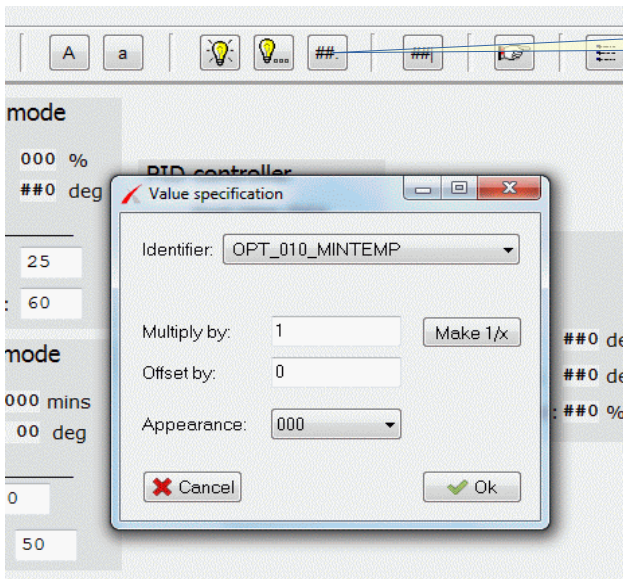 A a ... ##. ##|
mode
000 %
##0 deg
PID controller
Value specification
Identifier: OPT_010_MINTEMP
25
: 60
Multiply by: 1 Make 1/x
##0 de
mode
Offset by: 0
##0 de
000 mins
: ##0 %
00 deg
Appearance: 000
Cancel Ok
0
50